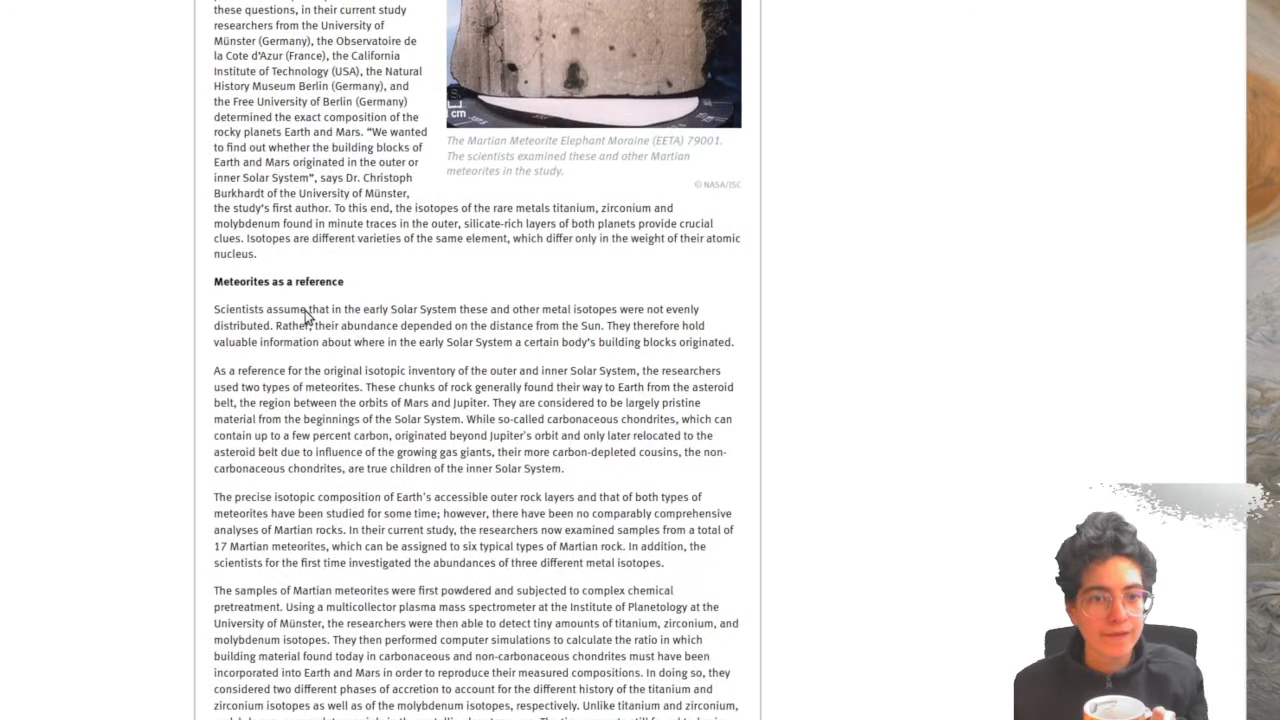 these questions, in their current study
researchers from the University of
Münster (Germany), the Observatoire de
la Cote d'Azur (France), the California
Institute of Technology (USA), the Natural
History Museum Berlin (Germany), and
the Free University of Berlin (Germany)
determined the exact composition of the
rocky planets Earth and Mars. “We wanted
to find out whether the building blocks of
Earth and Mars originated in the outer or
inner Solar System”, says Dr. Christoph
Burkhardt of the University of Münster,
cm
The Martian Meteorite Elephant Moraine (EETA) 79001.
The scientists examined these and other Martian
meteorites in the study.
© NASA/JSC
the study's first author. To this end, the isotopes of the rare metals titanium, zirconium and
molybdenum found in minute traces in the outer, silicate-rich layers of both planets provide crucial
clues. Isotopes are different varieties of the same element, which differ only in the weight of their atomic
nucleus.
Meteorites as a reference
Scientists assume that in the early Solar System these and other metal isotopes were not evenly
distributed. Rather, their abundance depended on the distance from the Sun. They therefore hold
valuable information about where in the early Solar System a certain body's building blocks originated.
As a reference for the original isotopic inventory of the outer and inner Solar System, the researchers
used two types of meteorites. These chunks of rock generally found their way to Earth from the asteroid
belt, the region between the orbits of Mars and Jupiter. They are considered to be largely pristine
material from the beginnings of the Solar System. While so-called carbonaceous chondrites, which can
contain up to a few percent carbon, originated beyond Jupiter's orbit and only later relocated to the
asteroid belt due to influence of the growing gas giants, their more carbon-depleted cousins, the non-
carbonaceous chondrites, are true children of the inner Solar System.
The precise isotopic composition of Earth's accessible outer rock layers and that of both types of
meteorites have been studied for some time; however, there have been no comparably comprehensive
analyses of Martian rocks. In their current study, the researchers now examined samples from a total of
17 Martian meteorites, which can be assigned to six typical types of Martian rock. In addition, the
scientists for the first time investigated the abundances of three different metal isotopes.
The samples of Martian meteorites were first powdered and subjected to complex chemical
pretreatment. Using a multicollector plasma mass spectrometer at the Institute of Planetology at the
University of Münster, the researchers were then able to detect tiny amounts of titanium, zirconium, and
molybdenum isotopes. They then performed computer simulations to calculate the ratio in which
building material found today in carbonaceous and non-carbonaceous chondrites must have been
incorporated into Earth and Mars in order to reproduce their measured compositions. In doing so, they
considered two different phases of accretion to account for the different history of the titanium and
zirconium isotopes as well as of the molybdenum isotopes, respectively. Unlike titanium and zirconium,